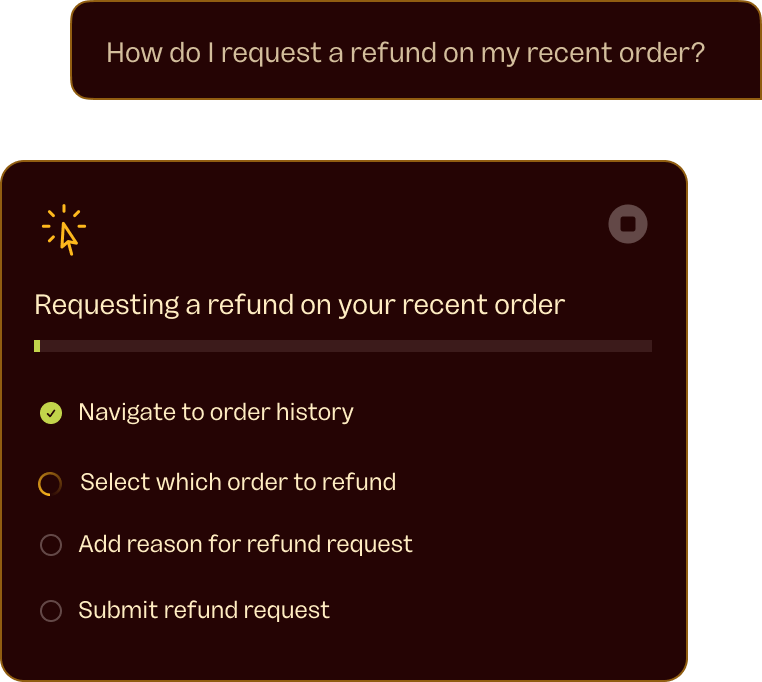 How do I request a refund on my recent order?
Requesting a refund on your recent order
Navigate to order history
Select which order to refund
Add reason for refund request
Submit refund request